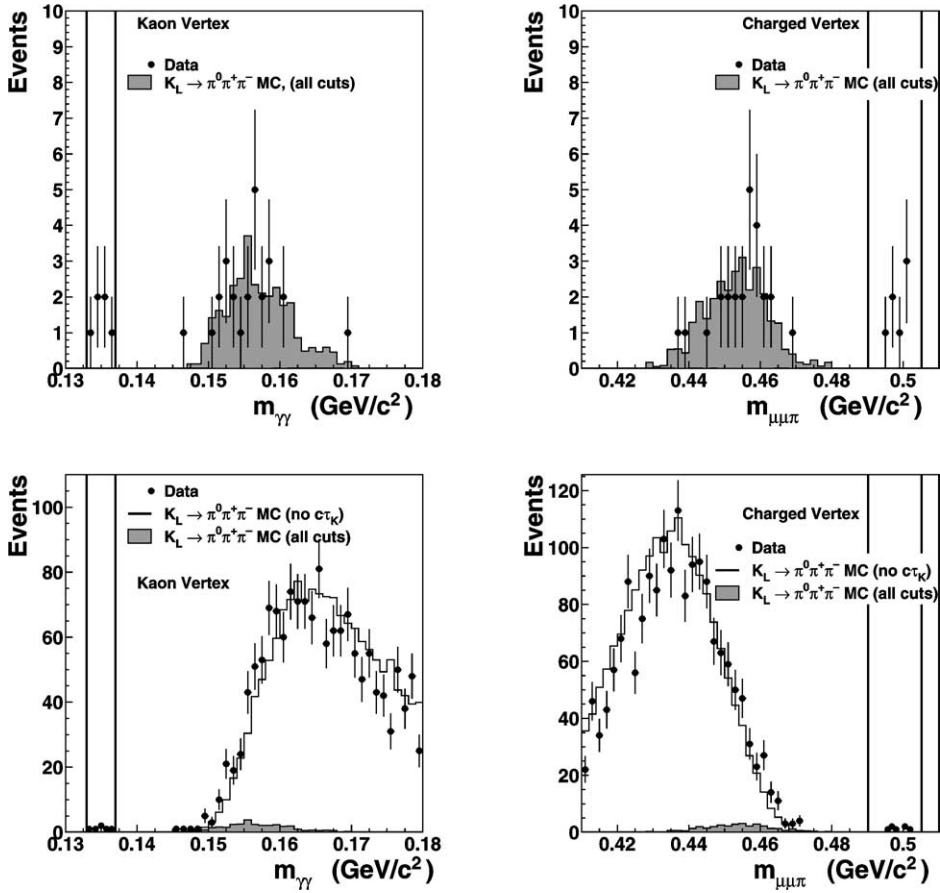 Events
10
9
8
7
6
5
4
3
2
1
0
Kaon Vertex
Data
K_L → π⁰π⁺π⁻ MC, (all cuts)
0.13 0.14 0.15 0.16 0.17 0.18
m_γγ (GeV/c²)
Events
10
9
8
7
6
5
4
3
2
1
0
Charged Vertex
Data
K_L → π⁰π⁺π⁻ MC (all cuts)
0.42 0.44 0.46 0.48 0.5
m_μμπ (GeV/c²)
Events
100
80
60
40
20
0
Data
K_L → π⁰π⁺π⁻ MC (no cτ_K)
K_L → π⁰π⁺π⁻ MC (all cuts)
Kaon Vertex
0.13 0.14 0.15 0.16 0.17 0.18
m_γγ (GeV/c²)
Events
120
100
80
60
40
20
0
Charged Vertex
Data
K_L → π⁰π⁺π⁻ MC (no cτ_K)
K_L → π⁰π⁺π⁻ MC (all cuts)
0.42 0.44 0.46 0.48 0.5
m_μμπ (GeV/c²)